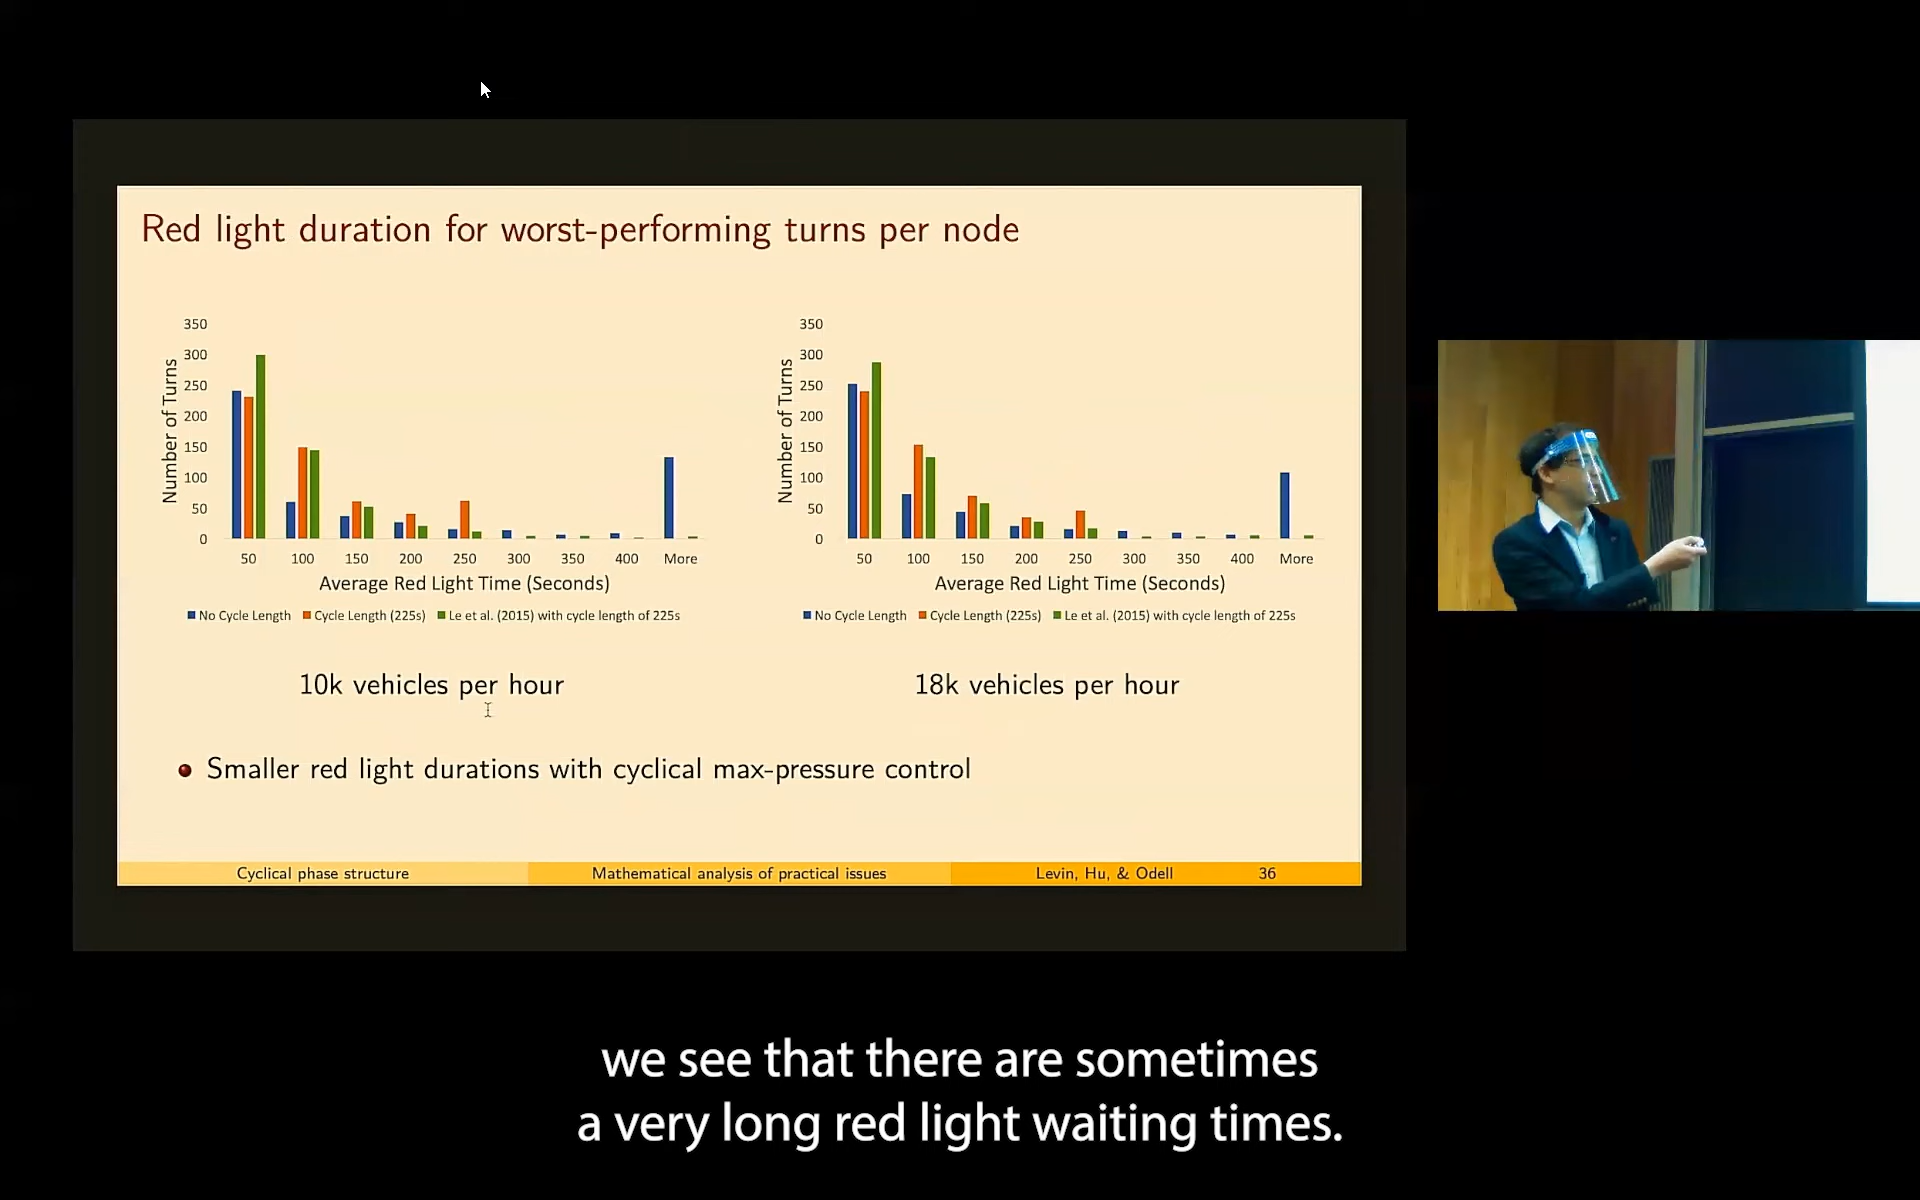 Red light duration for worst-performing turns per node
350
300
250
200
150
100
50
0
Number of Turns
50 100 150 200 250 300 350 400 More
Average Red Light Time (Seconds)
No Cycle Length Cycle Length (225s) Le et al. (2015) with cycle length of 225s
10k vehicles per hour
350
300
250
200
150
100
50
0
Number of Turns
50 100 150 200 250 300 350 400 More
Average Red Light Time (Seconds)
No Cycle Length Cycle Length (225s) Le et al. (2015) with cycle length of 225s
18k vehicles per hour
Smaller red light durations with cyclical max-pressure control
Cyclical phase structure Mathematical analysis of practical issues Levin, Hu, & Odell 36
we see that there are sometimes
a very long red light waiting times.